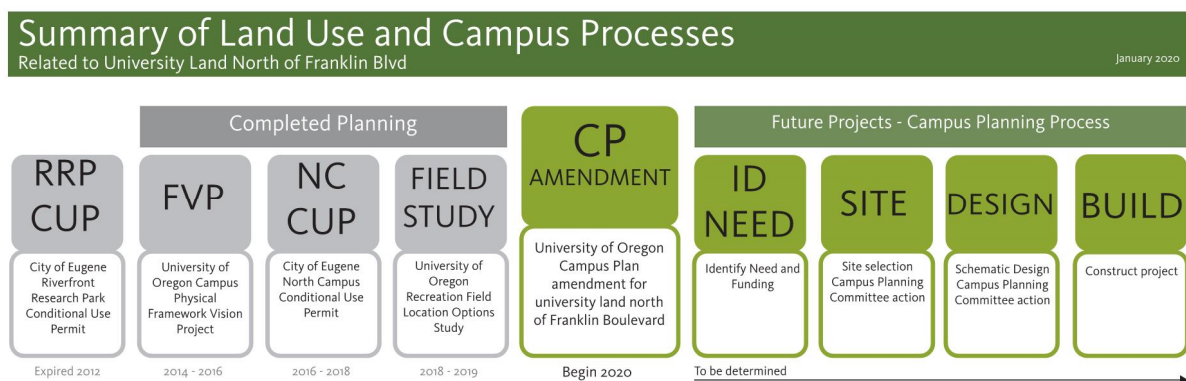 Summary of Land Use and Campus Processes
Related to University Land North of Franklin Blvd
January 2020
Completed Planning
Future Projects - Campus Planning Process
RRP
CUP
City of Eugene
Riverfront
Research Park
Conditional Use
Permit
Expired 2012
FVP
University of
Oregon Campus
Physical
Framework Vision
Project
2014 - 2016
NC
CUP
City of Eugene
North Campus
Conditional Use
Permit
2016 - 2018
FIELD
STUDY
University of
Oregon
Recreation Field
Location Options
Study
2018 - 2019
CP
AMENDMENT
University of Oregon
Campus Plan
amendment for
university land north
of Franklin Boulevard
Begin 2020
ID
NEED
Identify Need and
Funding
SITE
Site selection
Campus Planning
Committee action
DESIGN
Schematic Design
Campus Planning
Committee action
BUILD
Construct project
To be determined